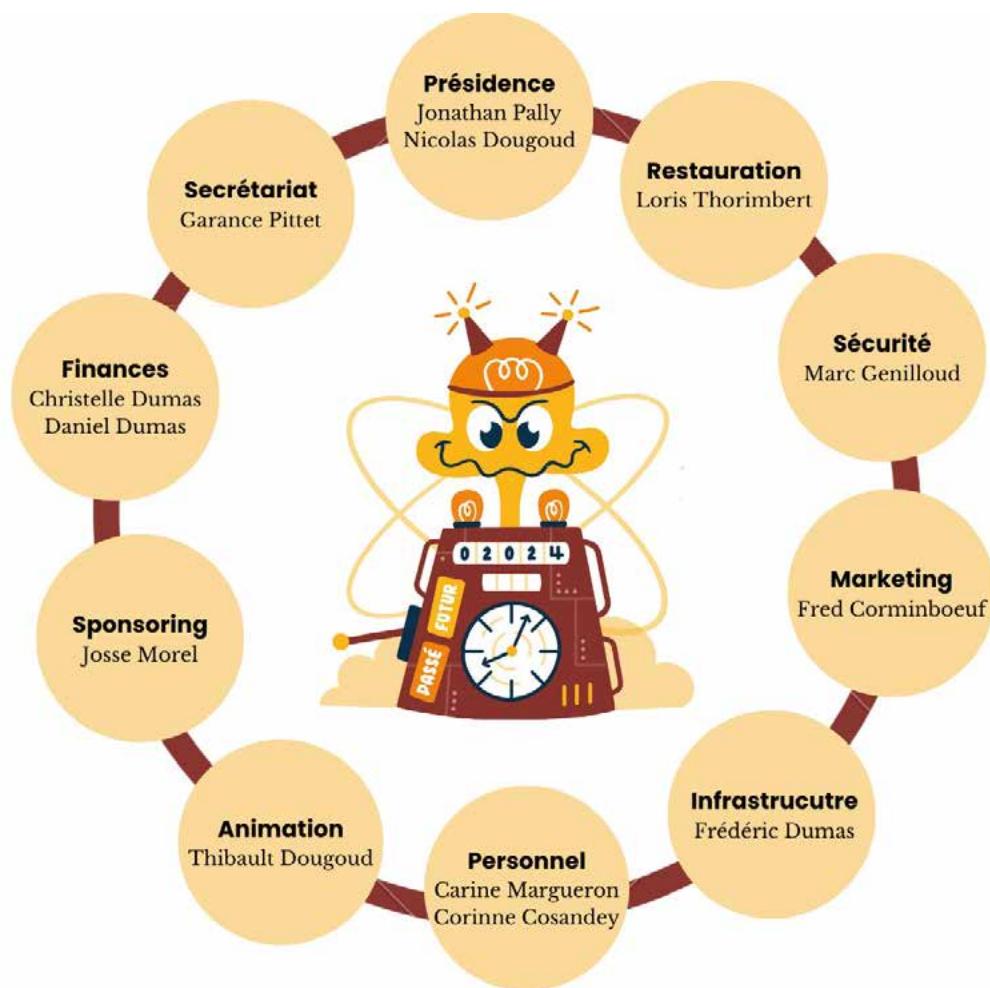 Présidence
Jonathan Pally
Nicolas Dougoud
Restauration
Loris Thorimbert
Sécurité
Marc Genilloud
Marketing
Fred Corminboeuf
Infrastrucutre
Frédéric Dumas
Personnel
Carine Margueron
Corinne Cosandey
Animation
Thibault Dougoud
Sponsoring
Josse Morel
Finances
Christelle Dumas
Daniel Dumas
Secrétariat
Garance Pittet
02024
FUTUR
PASSÉ